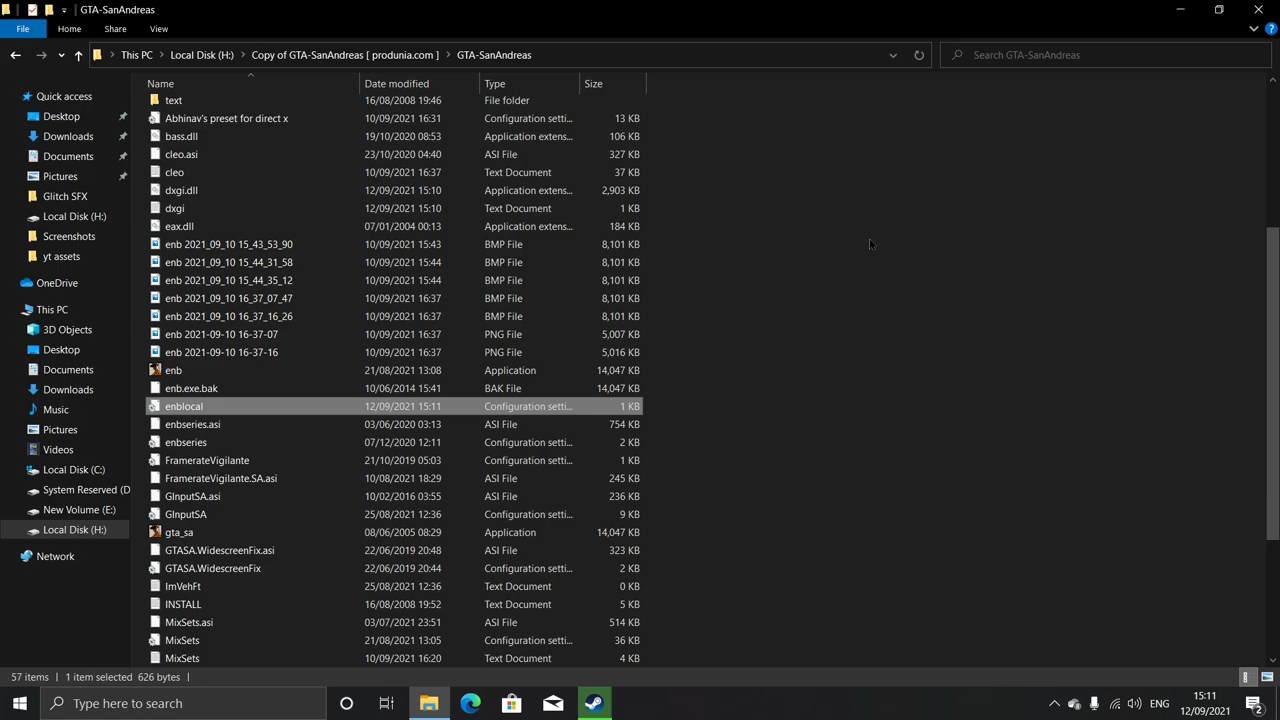 GTA-SanAndreas
File Home Share View
This PC Local Disk (H:) Copy of GTA-SanAndreas [ produnia.com ] GTA-SanAndreas Search GTA-SanAndreas
Quick access
Desktop
Downloads
Documents
Pictures
Glitch SFX
Local Disk (H:)
Screenshots
yt assets
OneDrive
This PC
3D Objects
Desktop
Documents
Downloads
Music
Pictures
Videos
Local Disk (C:)
System Reserved (D
New Volume (E:)
Local Disk (H:)
Network
Name Date modified Type Size
text 16/08/2008 19:46 File folder
Abhinav's preset for direct x 10/09/2021 16:31 Configuration setti... 13 KB
bass.dll 19/10/2020 08:53 Application extens... 106 KB
cleo.asi 23/10/2020 04:40 ASI File 327 KB
cleo 10/09/2021 16:37 Text Document 37 KB
dxgi.dll 12/09/2021 15:10 Application extens... 2,903 KB
dxgi 12/09/2021 15:10 Text Document 1 KB
eax.dll 07/01/2004 00:13 Application extens... 184 KB
enb 2021_09_10 15_43_53_90 10/09/2021 15:43 BMP File 8,101 KB
enb 2021_09_10 15_44_31_58 10/09/2021 15:44 BMP File 8,101 KB
enb 2021_09_10 15_44_35_12 10/09/2021 15:44 BMP File 8,101 KB
enb 2021_09_10 16_37_07_47 10/09/2021 16:37 BMP File 8,101 KB
enb 2021_09_10 16_37_16_26 10/09/2021 16:37 BMP File 8,101 KB
enb 2021-09-10 16-37-07 10/09/2021 16:37 PNG File 5,007 KB
enb 2021-09-10 16-37-16 10/09/2021 16:37 PNG File 5,016 KB
enb 21/08/2021 13:08 Application 14,047 KB
enb.exe.bak 10/06/2014 15:41 BAK File 14,047 KB
enblocal 12/09/2021 15:11 Configuration setti... 1 KB
enbseries.asi 03/06/2020 03:13 ASI File 754 KB
enbseries 07/12/2020 12:11 Configuration setti... 2 KB
FramerateVigilante 21/10/2019 05:03 Configuration setti... 1 KB
FramerateVigilante.SA.asi 10/08/2021 18:29 ASI File 245 KB
GInputSA.asi 10/02/2016 03:55 ASI File 236 KB
GInputSA 25/08/2021 12:36 Configuration setti... 9 KB
gta_sa 08/06/2005 08:29 Application 14,047 KB
GTASA.WidescreenFix.asi 22/06/2019 20:48 ASI File 323 KB
GTASA.WidescreenFix 22/06/2019 20:44 Configuration setti... 2 KB
ImVehFt 25/08/2021 12:36 Text Document 0 KB
INSTALL 16/08/2008 19:52 Text Document 5 KB
MixSets.asi 03/07/2021 23:51 ASI File 514 KB
MixSets 21/08/2021 13:05 Configuration setti... 36 KB
MixSets 10/09/2021 16:20 Text Document 4 KB
57 items 1 item selected 626 bytes
Type here to search
ENG
15:11
12/09/2021
2